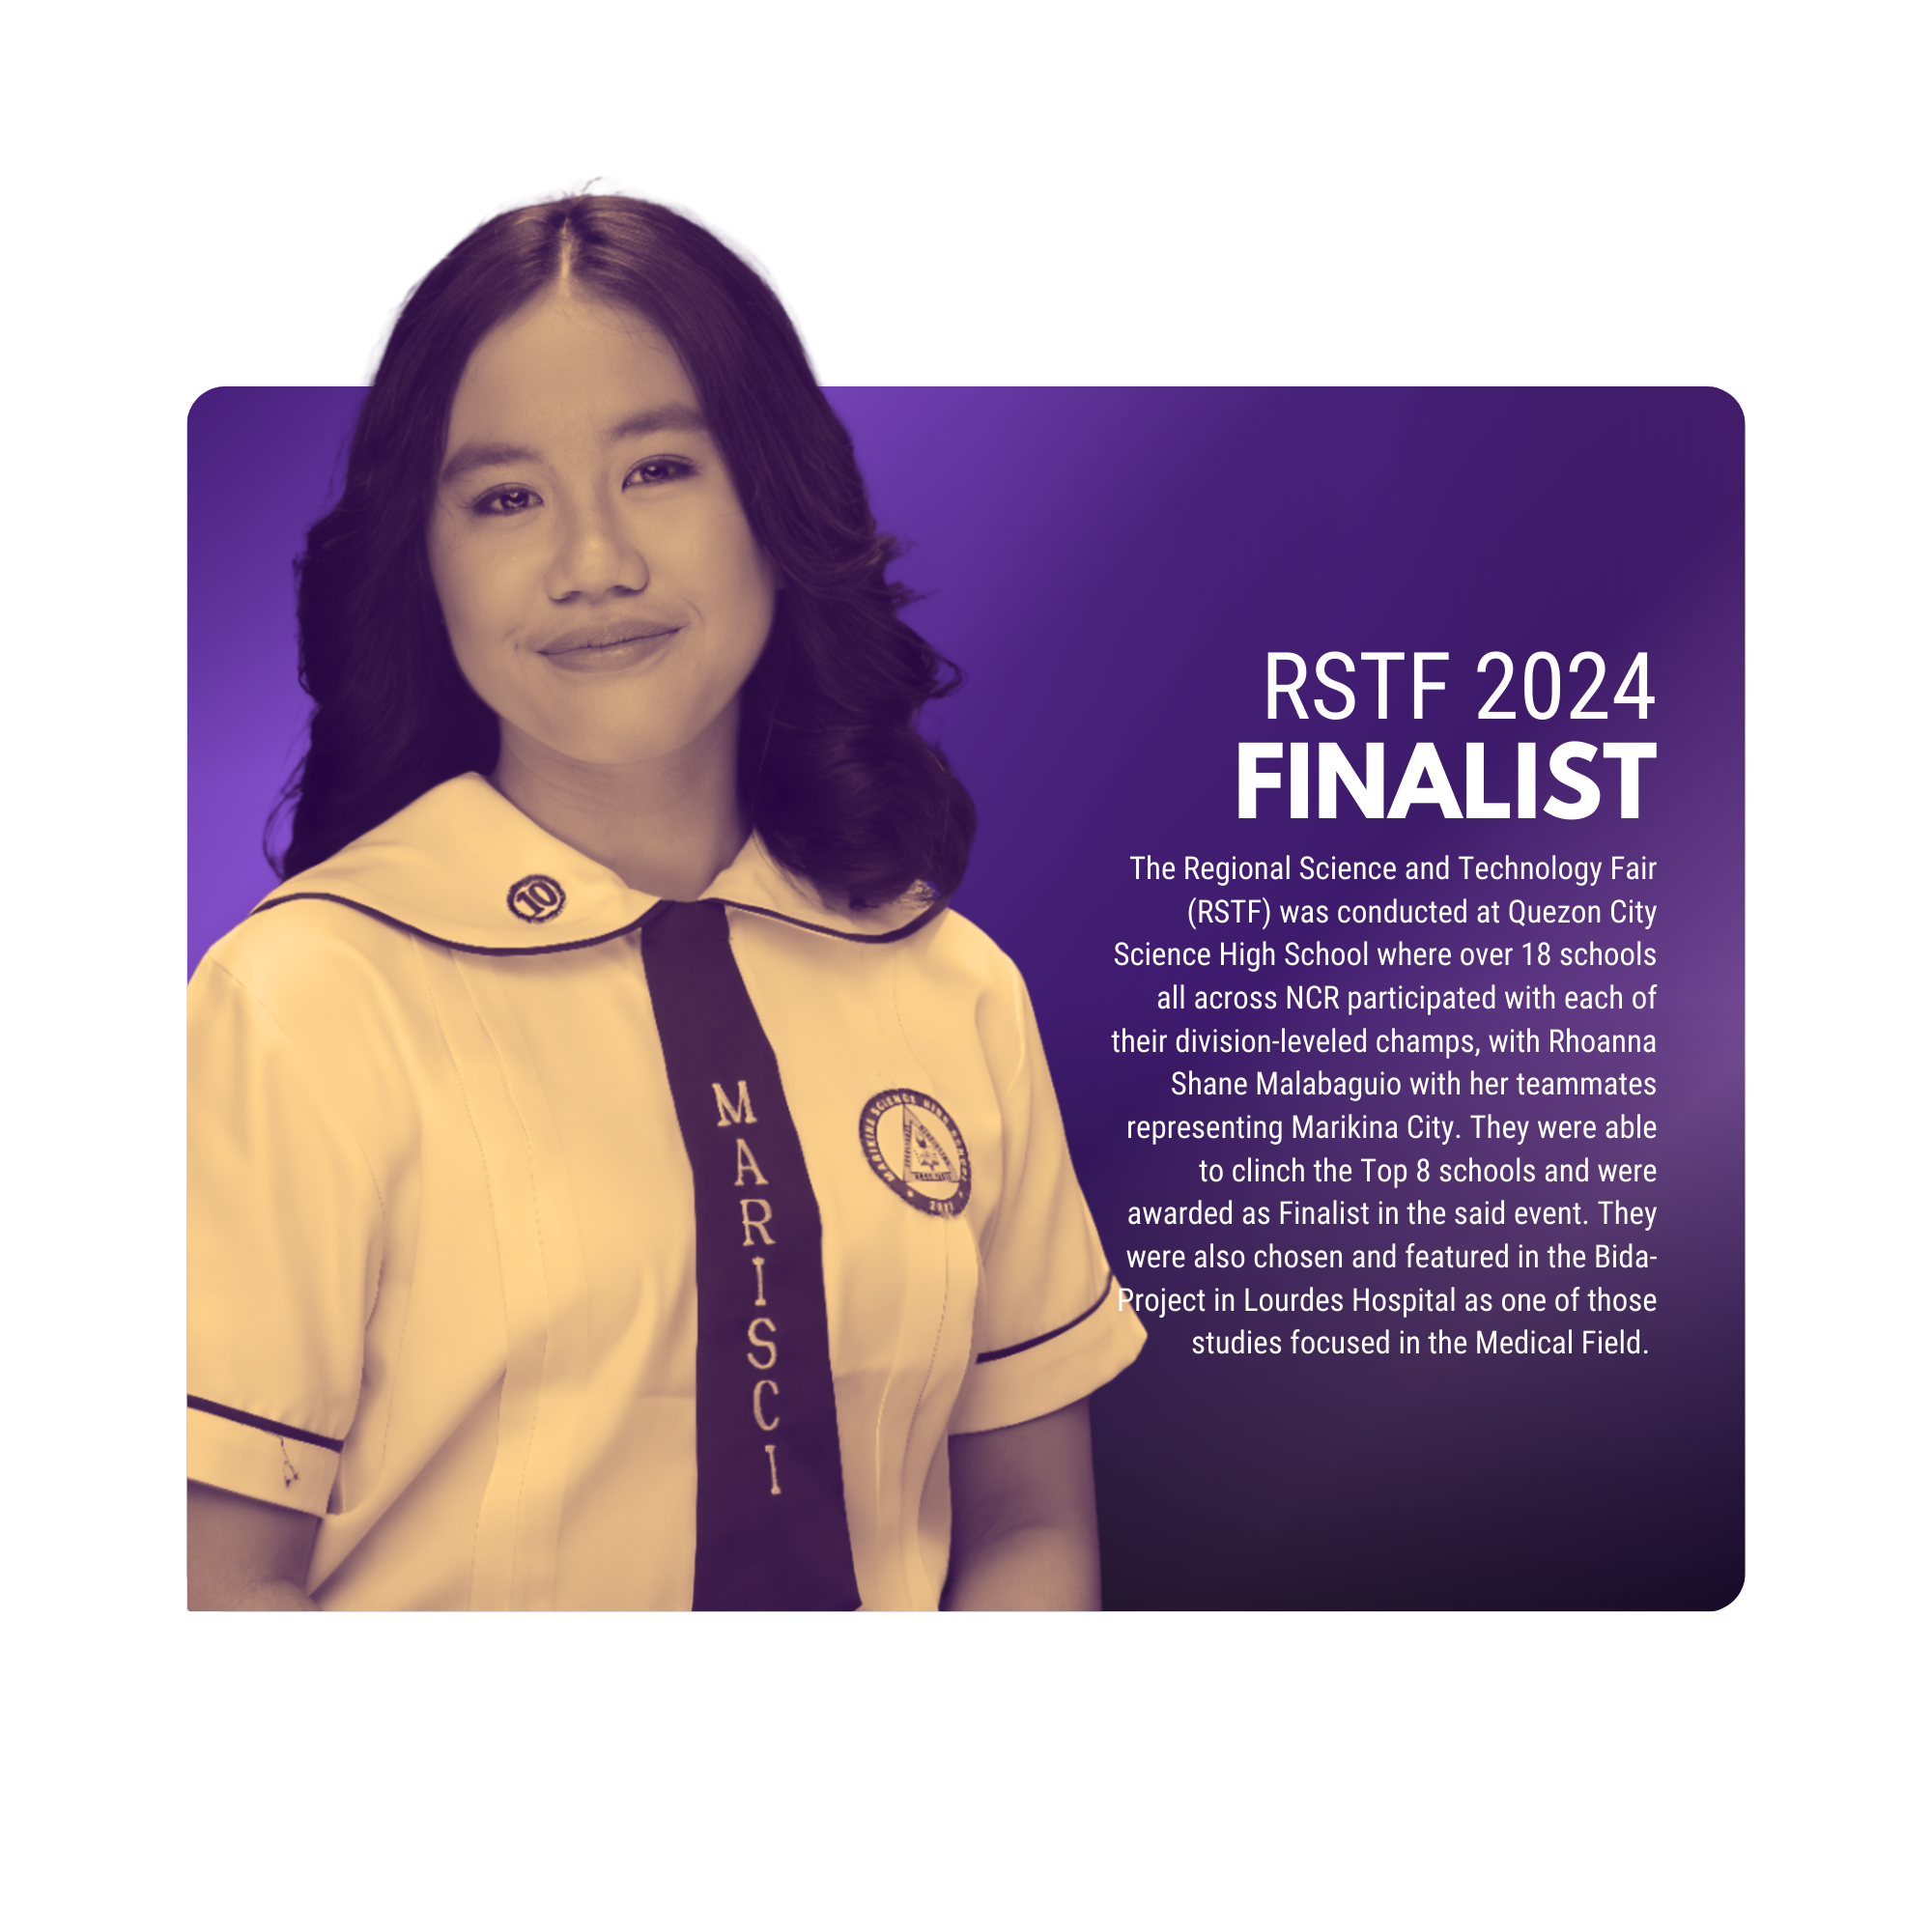 RSTF 2024
FINALIST
The Regional Science and Technology Fair
(RSTF) was conducted at Quezon City
Science High School where over 18 schools
all across NCR participated with each of
their division-leveled champs, with Rhoanna
Shane Malabaguio with her teammates
representing Marikina City. They were able
to clinch the Top 8 schools and were
awarded as Finalist in the said event. They
were also chosen and featured in the Bida-
Project in Lourdes Hospital as one of those
studies focused in the Medical Field.
10
MARISCI
MARIKINA SCIENCE HIGH SCHOOL